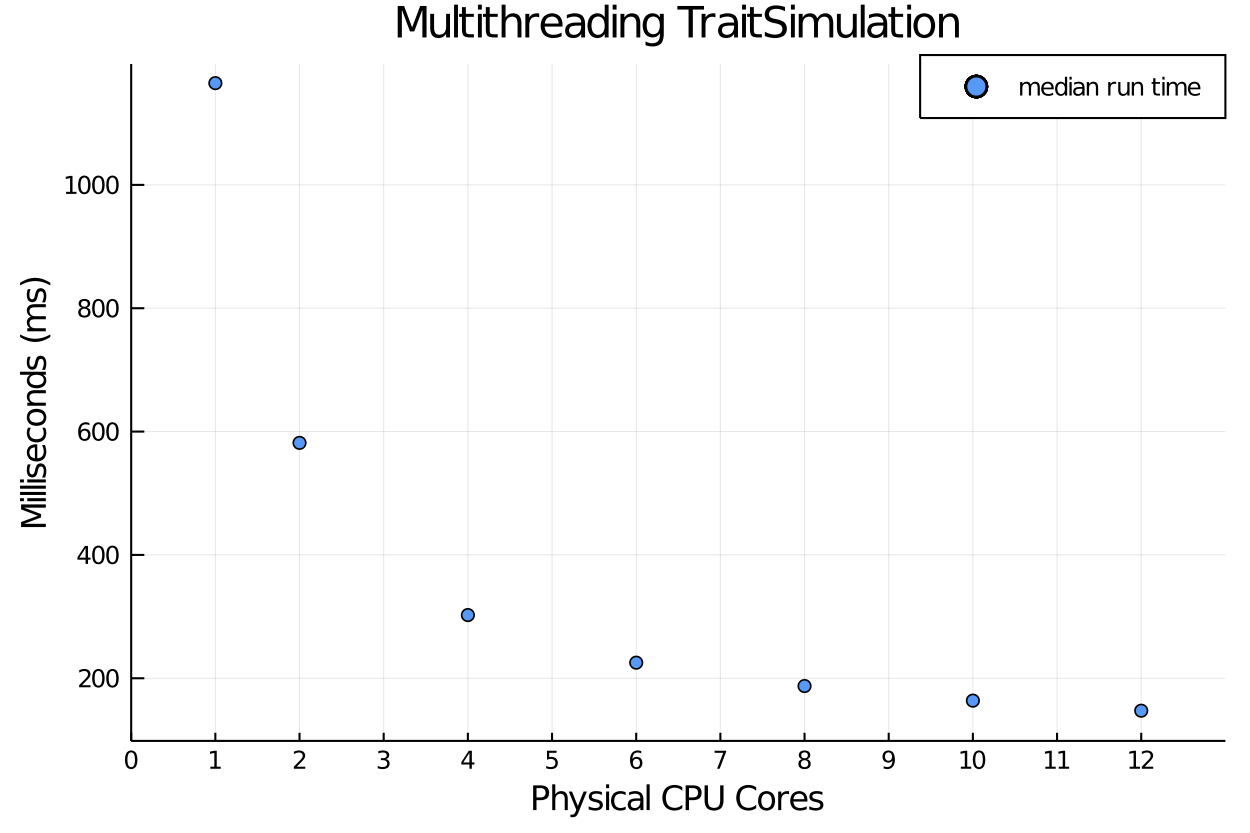 Multithreading TraitSimulation
median run time
1000
800
600
400
200
Milliseconds (ms)
0 1 2 3 4 5 6 7 8 9 10 11 12
Physical CPU Cores